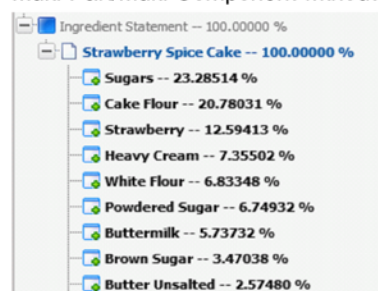 Ingredient Statement -- 100.00000 %
Strawberry Spice Cake -- 100.00000 %
Sugars -- 23.28514 %
Cake Flour -- 20.78031 %
Strawberry -- 12.59413 %
Heavy Cream -- 7.35502 %
White Flour -- 6.83348 %
Powdered Sugar -- 6.74932 %
Buttermilk -- 5.73732 %
Brown Sugar -- 3.47038 %
Butter Unsalted -- 2.57480 %